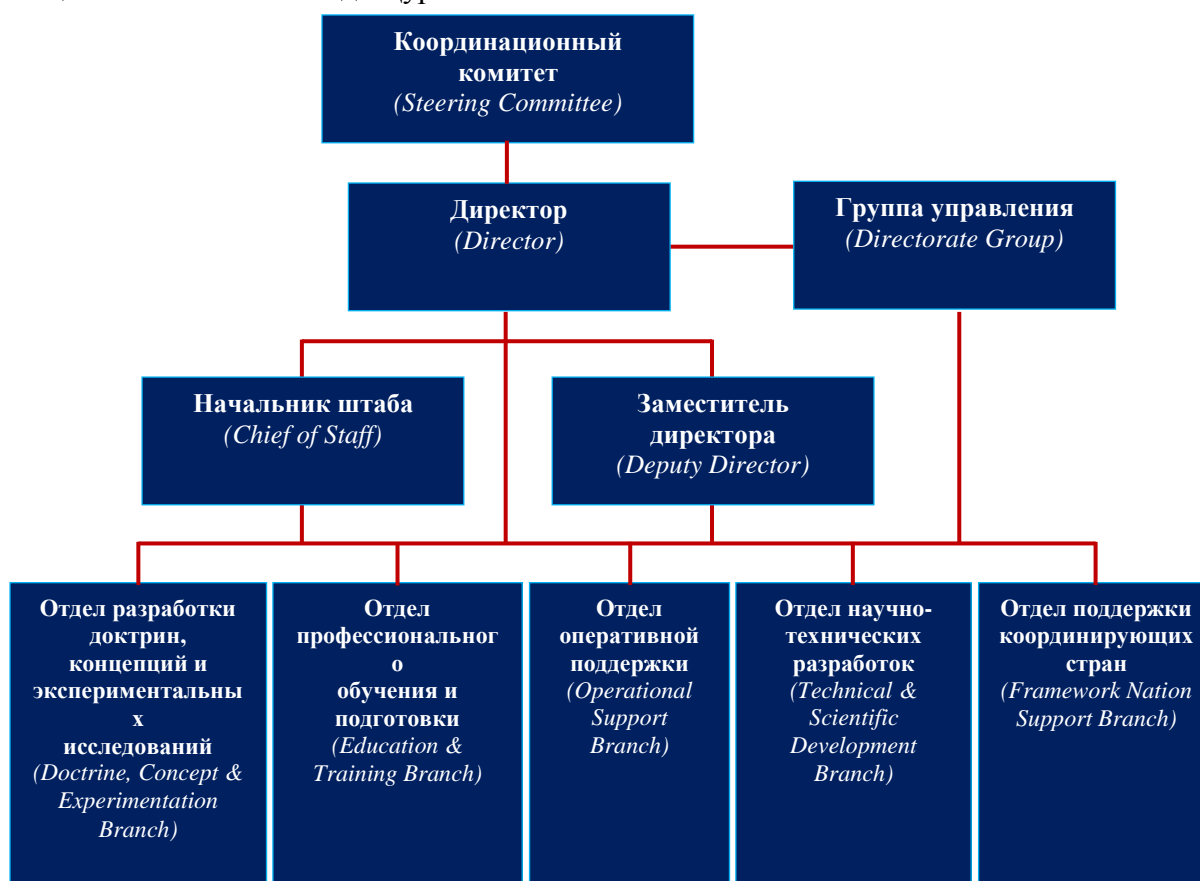 Координационный
комитет
(Steering Committee)
Директор
(Director)
Группа управления
(Directorate Group)
Начальник штаба
(Chief of Staff)
Заместитель
директора
(Deputy Director)
Отдел разработки
доктрин,
концепций и
экспериментальны
х
исследований
(Doctrine, Concept &
Experimentation
Branch)
Отдел
профессиональног
о
обучения и
подготовки
(Education &
Training Branch)
Отдел
оперативной
поддержки
(Operational
Support
Branch)
Отдел научно-
технических
разработок
(Technical &
Scientific
Development
Branch)
Отдел поддержки
координирующих
стран
(Framework Nation
Support Branch)